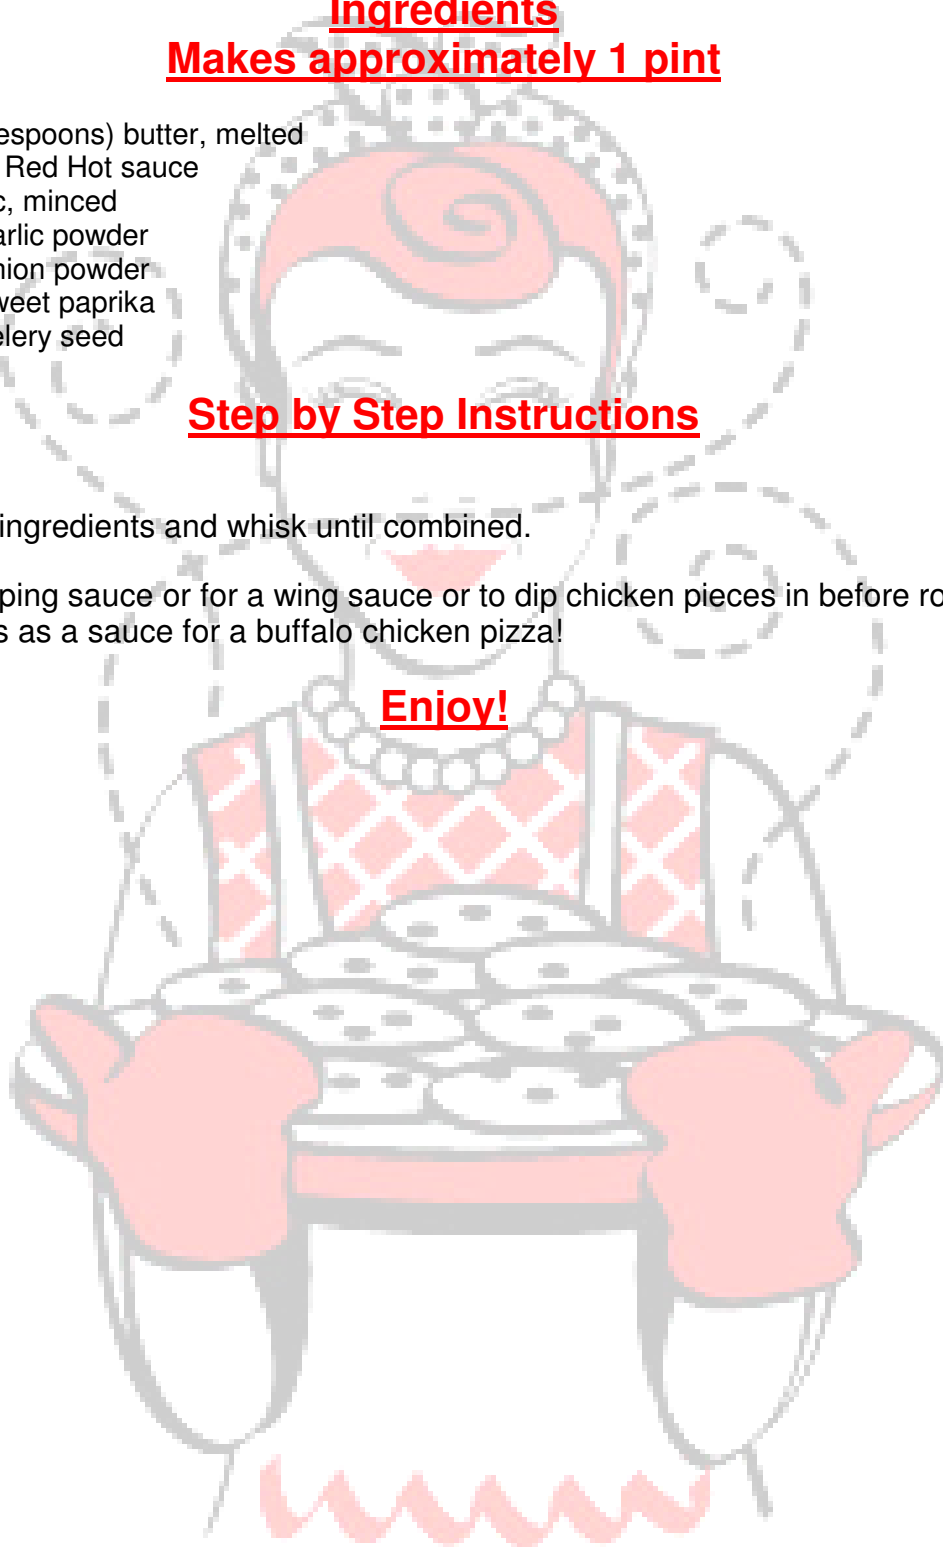 Ingredients
Makes approximately 1 pint
espoons) butter, melted
Red Hot sauce
c, minced
arlic powder
nion powder
weet paprika
elery seed
Step by Step Instructions
ingredients and whisk until combined.
ping sauce or for a wing sauce or to dip chicken pieces in before ro
s as a sauce for a buffalo chicken pizza!
Enjoy!